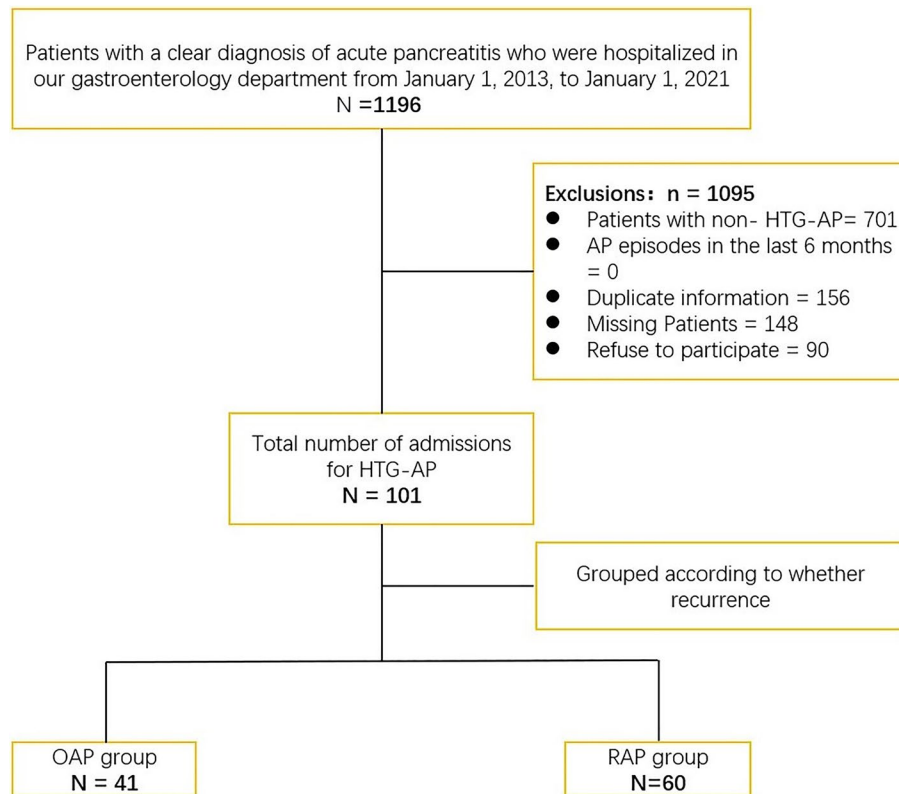 Patients with a clear diagnosis of acute pancreatitis who were hospitalized in
our gastroenterology department from January 1, 2013, to January 1, 2021
N =1196
Exclusions： n = 1095
● Patients with non- HTG-AP= 701
● AP episodes in the last 6 months
= 0
● Duplicate information = 156
● Missing Patients = 148
● Refuse to participate = 90
Total number of admissions
for HTG-AP
N = 101
Grouped according to whether
recurrence
OAP group
N = 41
RAP group
N=60